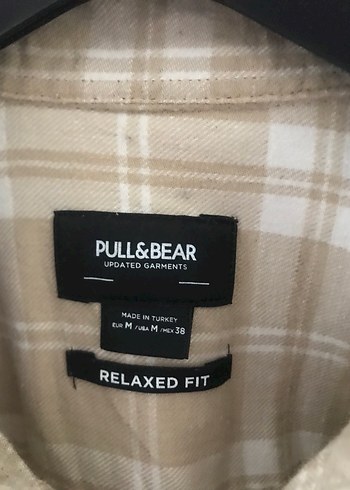 PULL&BEAR
UPDATED GARMENTS
MADE IN TURKEY
EUR M /USA M /MEX 38
RELAXED FIT